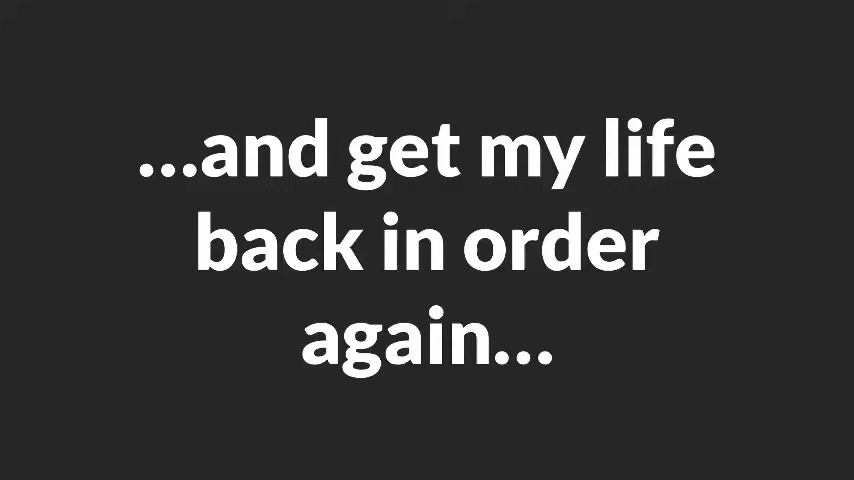 ...and get my life
back in order
again...